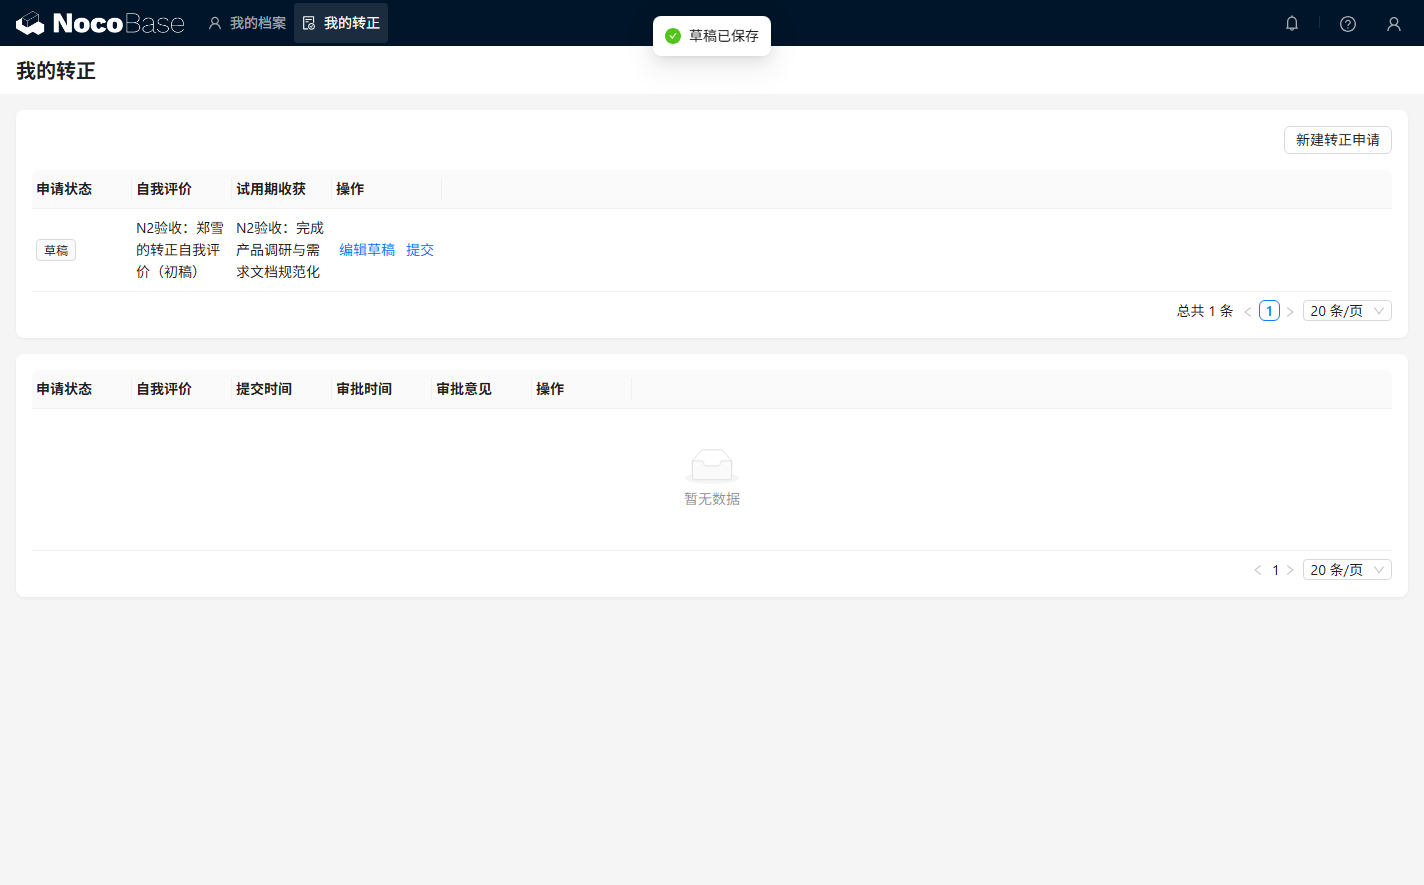 NocoBase 我的档案 我的转正
草稿已保存
我的转正
新建转正申请
申请状态 自我评价 试用期收获 操作
草稿 N2验收：郑雪的转正自我评价（初稿） N2验收：完成产品调研与需求文档规范化 编辑草稿 提交
总共 1 条 1 20 条/页
申请状态 自我评价 提交时间 审批时间 审批意见 操作
暂无数据
1 20 条/页